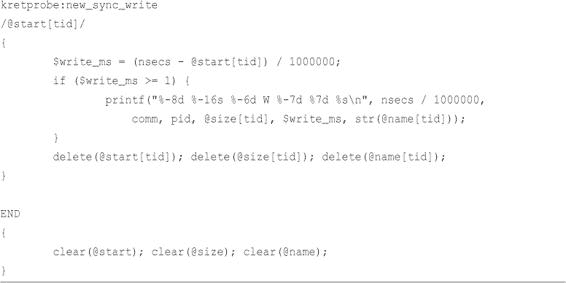 kretprobe:new_sync_write
/@start[tid]/
{
        $write_ms = (nsecs - @start[tid]) / 1000000;
        if ($write_ms >= 1) {
                printf("%-8d %-16s %-6d W %-7d %7d %s\n", nsecs / 1000000,
                    comm, pid, @size[tid], $write_ms, str(@name[tid]));
        }
        delete(@start[tid]); delete(@size[tid]); delete(@name[tid]);
}

END
{
        clear(@start); clear(@size); clear(@name);
}